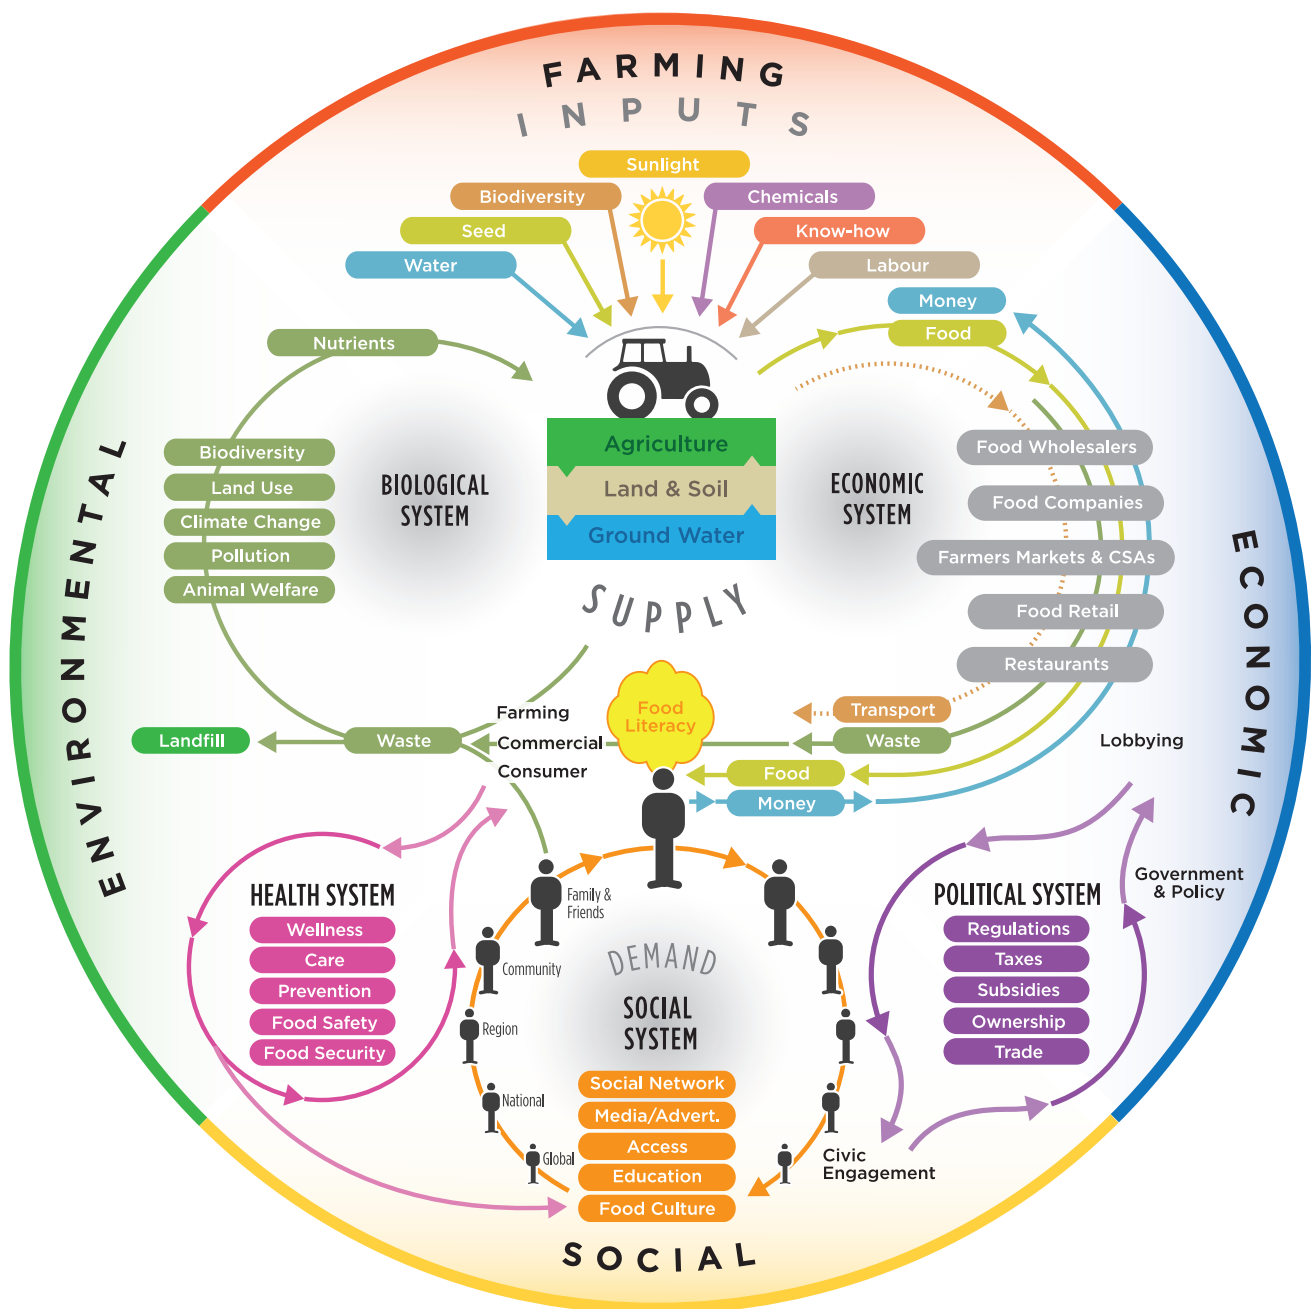 FARMING
INPUTS
Sunlight
Biodiversity
Chemicals
Seed
Know-how
Water
Labour
Money
Food
Nutrients
Agriculture
Land & Soil
Ground Water
BIOLOGICAL
SYSTEM
Biodiversity
Land Use
Climate Change
Pollution
Animal Welfare
ECONOMIC
SYSTEM
Food Wholesalers
Food Companies
Farmers Markets & CSAs
Food Retail
Restaurants
SUPPLY
ENVIRONMENTAL
ECONOMIC
Food
Literacy
Farming
Commercial
Consumer
Landfill
Waste
Transport
Waste
Food
Money
Lobbying
Government
& Policy
HEALTH SYSTEM
Wellness
Care
Prevention
Food Safety
Food Security
Family &
Friends
Community
Region
National
Global
DEMAND
SOCIAL
SYSTEM
Social Network
Media/Advert.
Access
Education
Food Culture
POLITICAL SYSTEM
Regulations
Taxes
Subsidies
Ownership
Trade
Civic
Engagement
SOCIAL